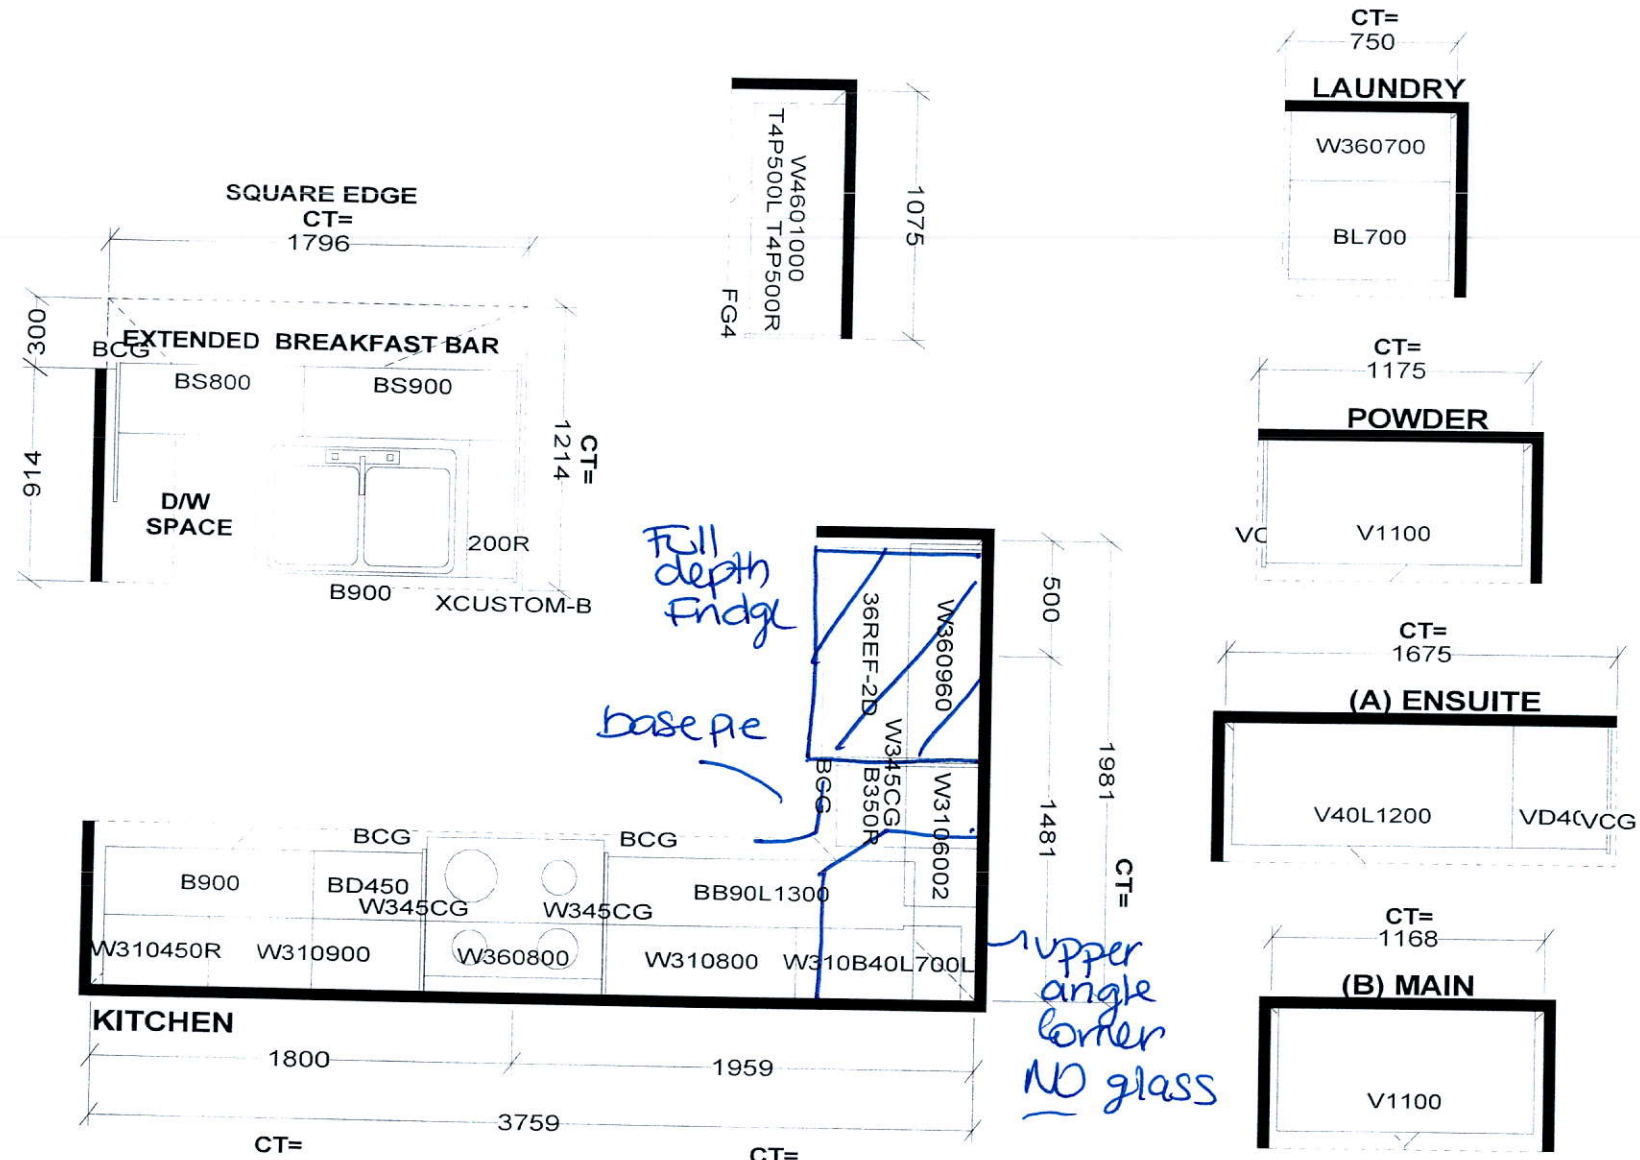 CT=
750
LAUNDRY
W360700
BL700
W4601000
T4P500L T4P500R
FG4
1075
SQUARE EDGE
CT=
1796
300
914
EXTENDED BREAKFAST BAR
BCG
BS800
BS900
D/W
SPACE
200R
B900
XCUSTOM-B
1214
CT=
CT=
1175
POWDER
VC
V1100
Full
depth
Fridge
36REF-2D
W360960
500
1981
1481
CT=
base pie
BCG
B350R
W345CG
W3106002
CT=
1675
(A) ENSUITE
V40L1200
VD40
VCG
BCG
BCG
B900
BD450
W345CG
W345CG
BB90L1300
W310450R
W310900
W360800
W310800
W310B40L700L
upper
angle
corner
NO glass
KITCHEN
1800
1959
3759
CT=
CT=
CT=
1168
(B) MAIN
V1100